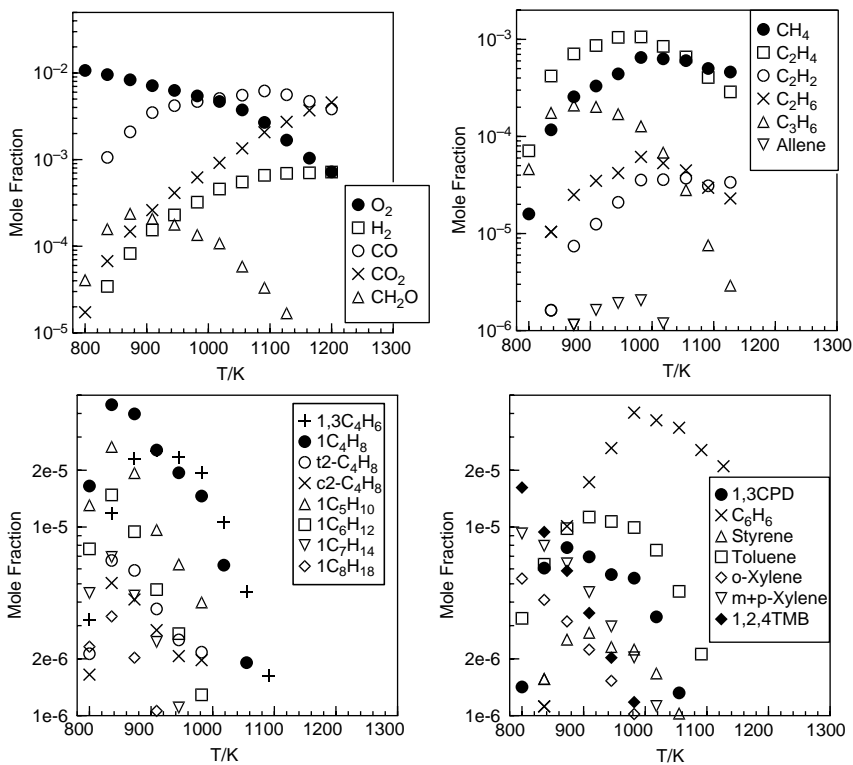 Mole Fraction
10⁻¹
10⁻²
10⁻³
10⁻⁴
10⁻⁵
O₂
H₂
CO
CO₂
CH₂O
800 900 1000 1100 1200 1300
T/K
Mole Fraction
10⁻³
10⁻⁴
10⁻⁵
10⁻⁶
CH₄
C₂H₄
C₂H₂
C₂H₆
C₃H₆
Allene
800 900 1000 1100 1200 1300
T/K
Mole Fraction
2e-5
1e-5
2e-6
1e-6
1,3C₄H₆
1C₄H₈
t2-C₄H₈
c2-C₄H₈
1C₅H₁₀
1C₆H₁₂
1C₇H₁₄
1C₈H₁₈
800 900 1000 1100 1200 1300
T/K
Mole Fraction
2e-5
1e-5
2e-6
1e-6
1,3CPD
C₆H₆
Styrene
Toluene
o-Xylene
m+p-Xylene
1,2,4TMB
800 900 1000 1100 1200 1300
T/K